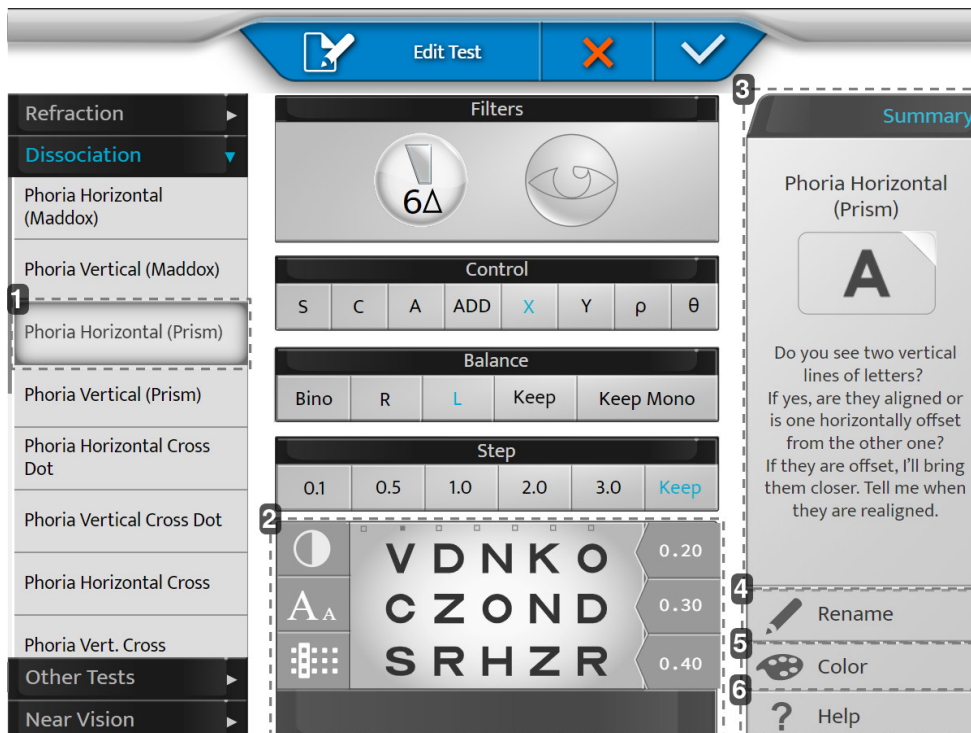 Edit Test
3
Refraction
Dissociation
Phoria Horizontal
(Maddox)
Phoria Vertical (Maddox)
1
Phoria Horizontal (Prism)
Phoria Vertical (Prism)
Phoria Horizontal Cross
Dot
Phoria Vertical Cross Dot
Phoria Horizontal Cross
Phoria Vert. Cross
Other Tests
Near Vision
Filters
6Δ
Control
S C A ADD X Y ρ θ
Balance
Bino R L Keep Keep Mono
Step
0.1 0.5 1.0 2.0 3.0 Keep
2
A A
V D N K O 0.20
C Z O N D 0.30
S R H Z R 0.40
Summary
Phoria Horizontal
(Prism)
A
Do you see two vertical
lines of letters?
If yes, are they aligned or
is one horizontally offset
from the other one?
If they are offset, I'll bring
them closer. Tell me when
they are realigned.
4
Rename
5
Color
6
? Help